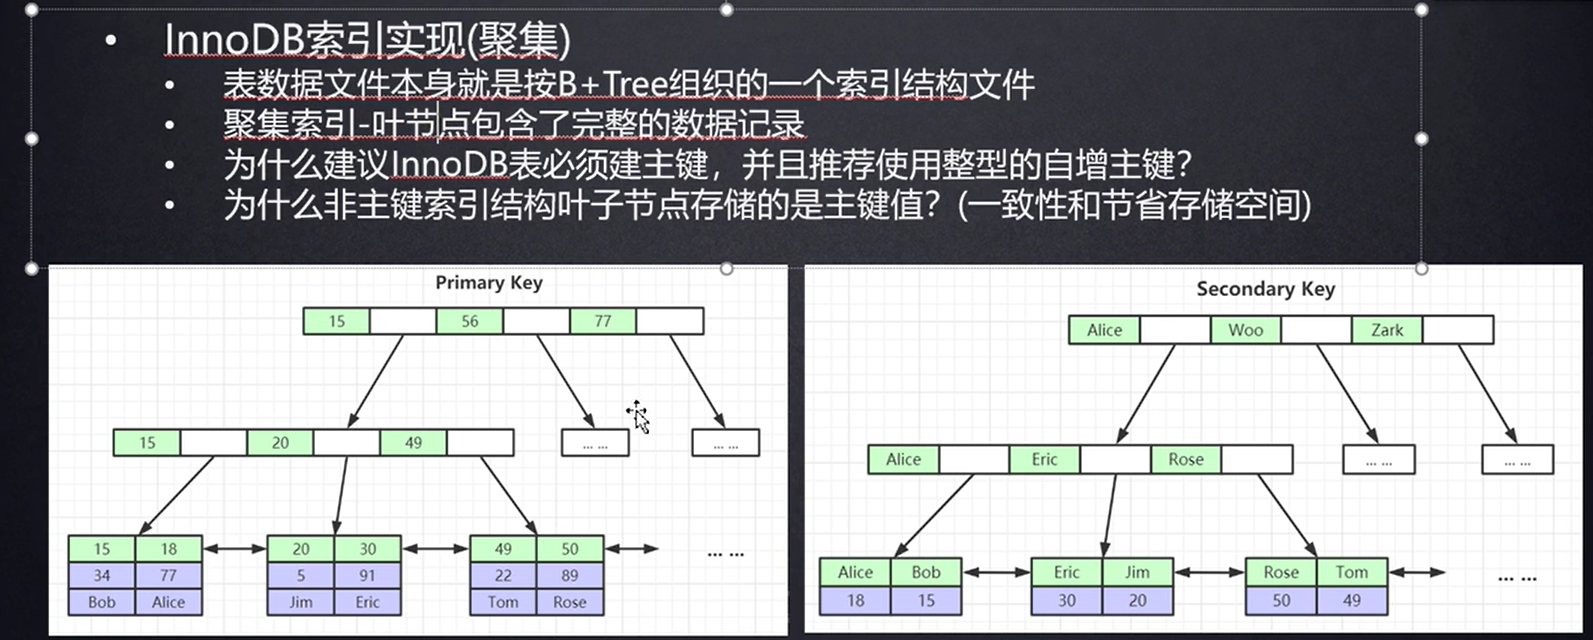 • InnoDB索引实现(聚集)
• 表数据文件本身就是按B+Tree组织的一个索引结构文件
• 聚集索引-叶节点包含了完整的数据记录
• 为什么建议InnoDB表必须建主键，并且推荐使用整型的自增主键？
• 为什么非主键索引结构叶子节点存储的是主键值？(一致性和节省存储空间)
Primary Key
15 56 77
15 20 49 ... ... ... ...
15 18 20 30 49 50 ... ...
34 77 5 91 22 89
Bob Alice Jim Eric Tom Rose
Secondary Key
Alice Woo Zark
Alice Eric Rose ... ... ... ...
Alice Bob Eric Jim Rose Tom ... ...
18 15 30 20 50 49